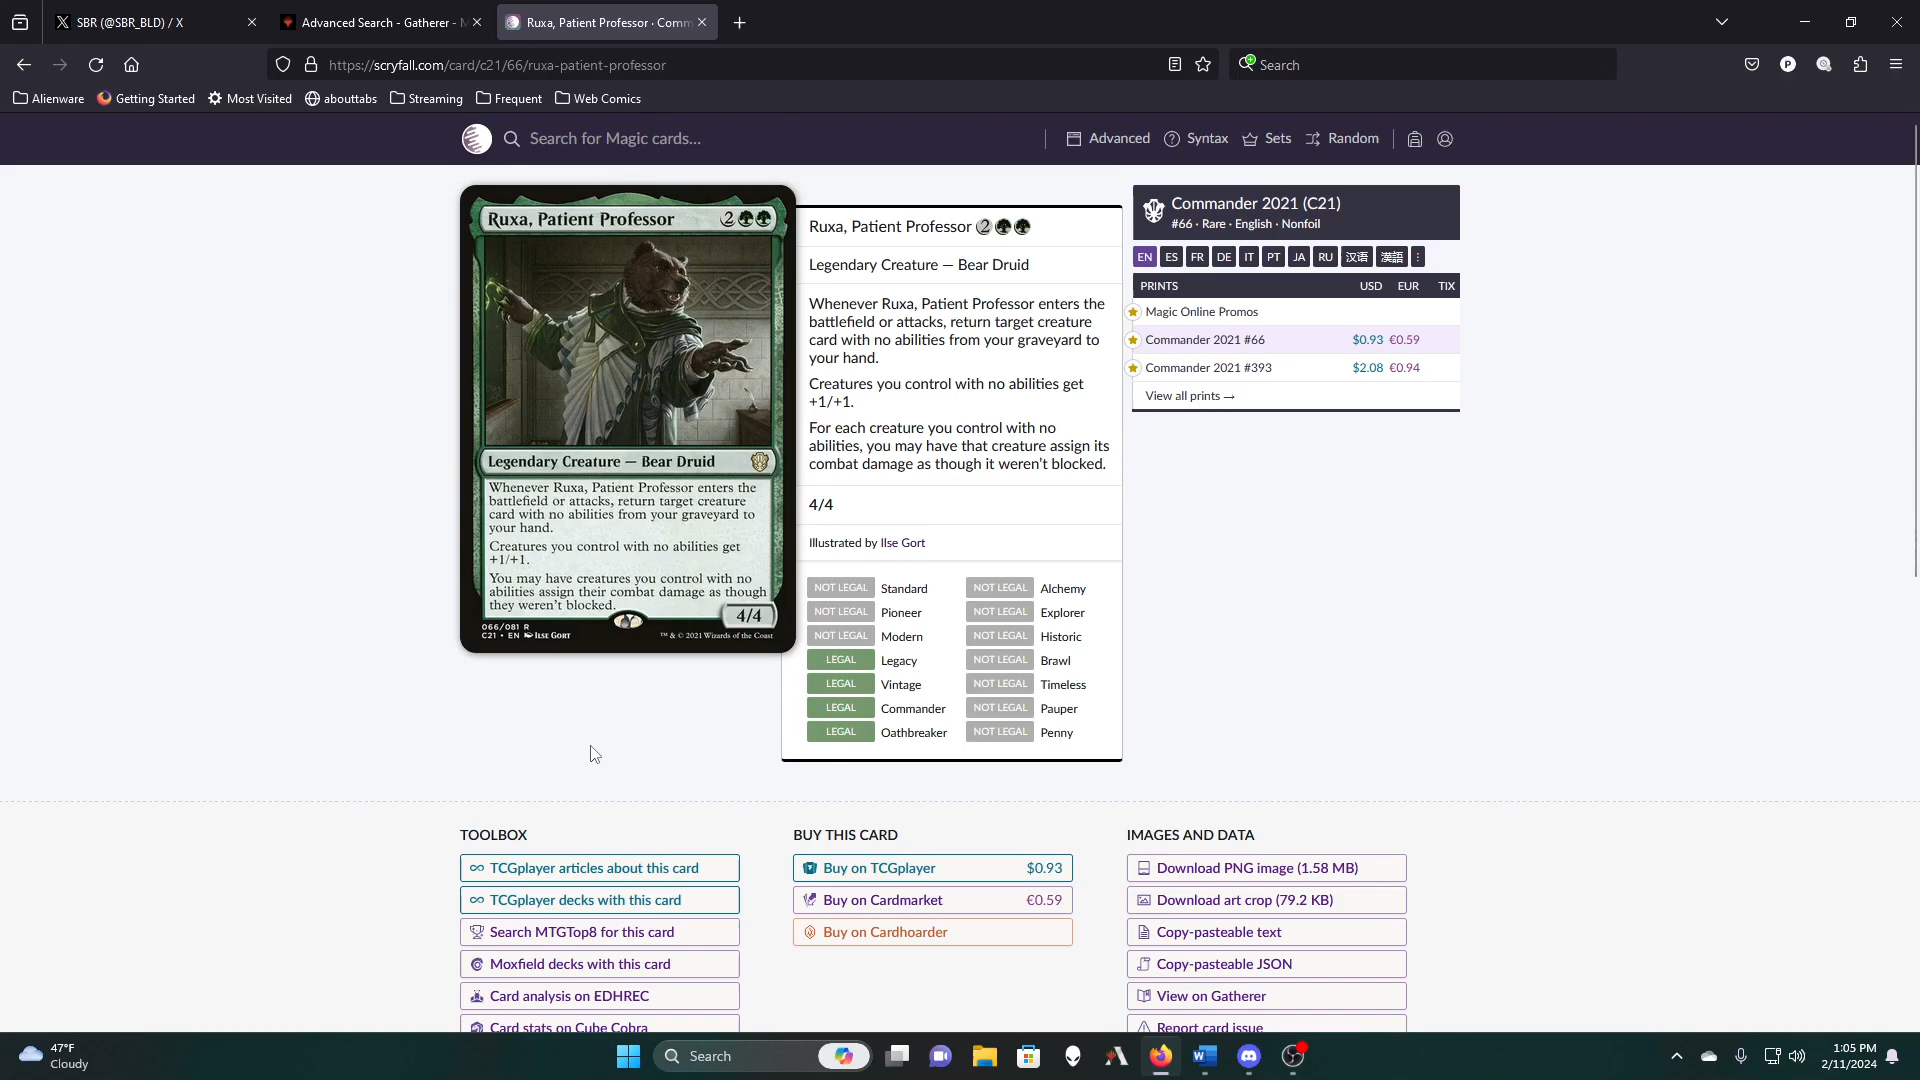 SBR (@SBR_BLD) / X
Advanced Search - Gatherer - M
Ruxa, Patient Professor · Comm
https://scryfall.com/card/c21/66/ruxa-patient-professor
Search
Alienware
Getting Started
Most Visited
abouttabs
Streaming
Frequent
Web Comics
Search for Magic cards...
Advanced
Syntax
Sets
Random
Ruxa, Patient Professor 2
Legendary Creature — Bear Druid
Whenever Ruxa, Patient Professor enters the
battlefield or attacks, return target creature
card with no abilities from your graveyard to
your hand.
Creatures you control with no abilities get
+1/+1.
You may have creatures you control with no
abilities assign their combat damage as though
they weren't blocked.
4/4
066/081 R
C21 • EN ILSE GORT
™ & © 2021 Wizards of the Coast
Ruxa, Patient Professor 2
Legendary Creature — Bear Druid
Whenever Ruxa, Patient Professor enters the
battlefield or attacks, return target creature
card with no abilities from your graveyard to
your hand.
Creatures you control with no abilities get
+1/+1.
For each creature you control with no
abilities, you may have that creature assign its
combat damage as though it weren't blocked.
4/4
Illustrated by Ilse Gort
NOT LEGAL Standard NOT LEGAL Alchemy
NOT LEGAL Pioneer NOT LEGAL Explorer
NOT LEGAL Modern NOT LEGAL Historic
LEGAL Legacy NOT LEGAL Brawl
LEGAL Vintage NOT LEGAL Timeless
LEGAL Commander NOT LEGAL Pauper
LEGAL Oathbreaker NOT LEGAL Penny
Commander 2021 (C21)
#66 · Rare · English · Nonfoil
EN ES FR DE IT PT JA RU 汉语 漢語
PRINTS USD EUR TIX
Magic Online Promos
Commander 2021 #66 $0.93 €0.59
Commander 2021 #393 $2.08 €0.94
View all prints →
TOOLBOX
TCGplayer articles about this card
TCGplayer decks with this card
Search MTGTop8 for this card
Moxfield decks with this card
Card analysis on EDHREC
Card stats on Cube Cobra
BUY THIS CARD
Buy on TCGplayer $0.93
Buy on Cardmarket €0.59
Buy on Cardhoarder
IMAGES AND DATA
Download PNG image (1.58 MB)
Download art crop (79.2 KB)
Copy-pasteable text
Copy-pasteable JSON
View on Gatherer
Report card issue
47°F
Cloudy
Search
1:05 PM
2/11/2024